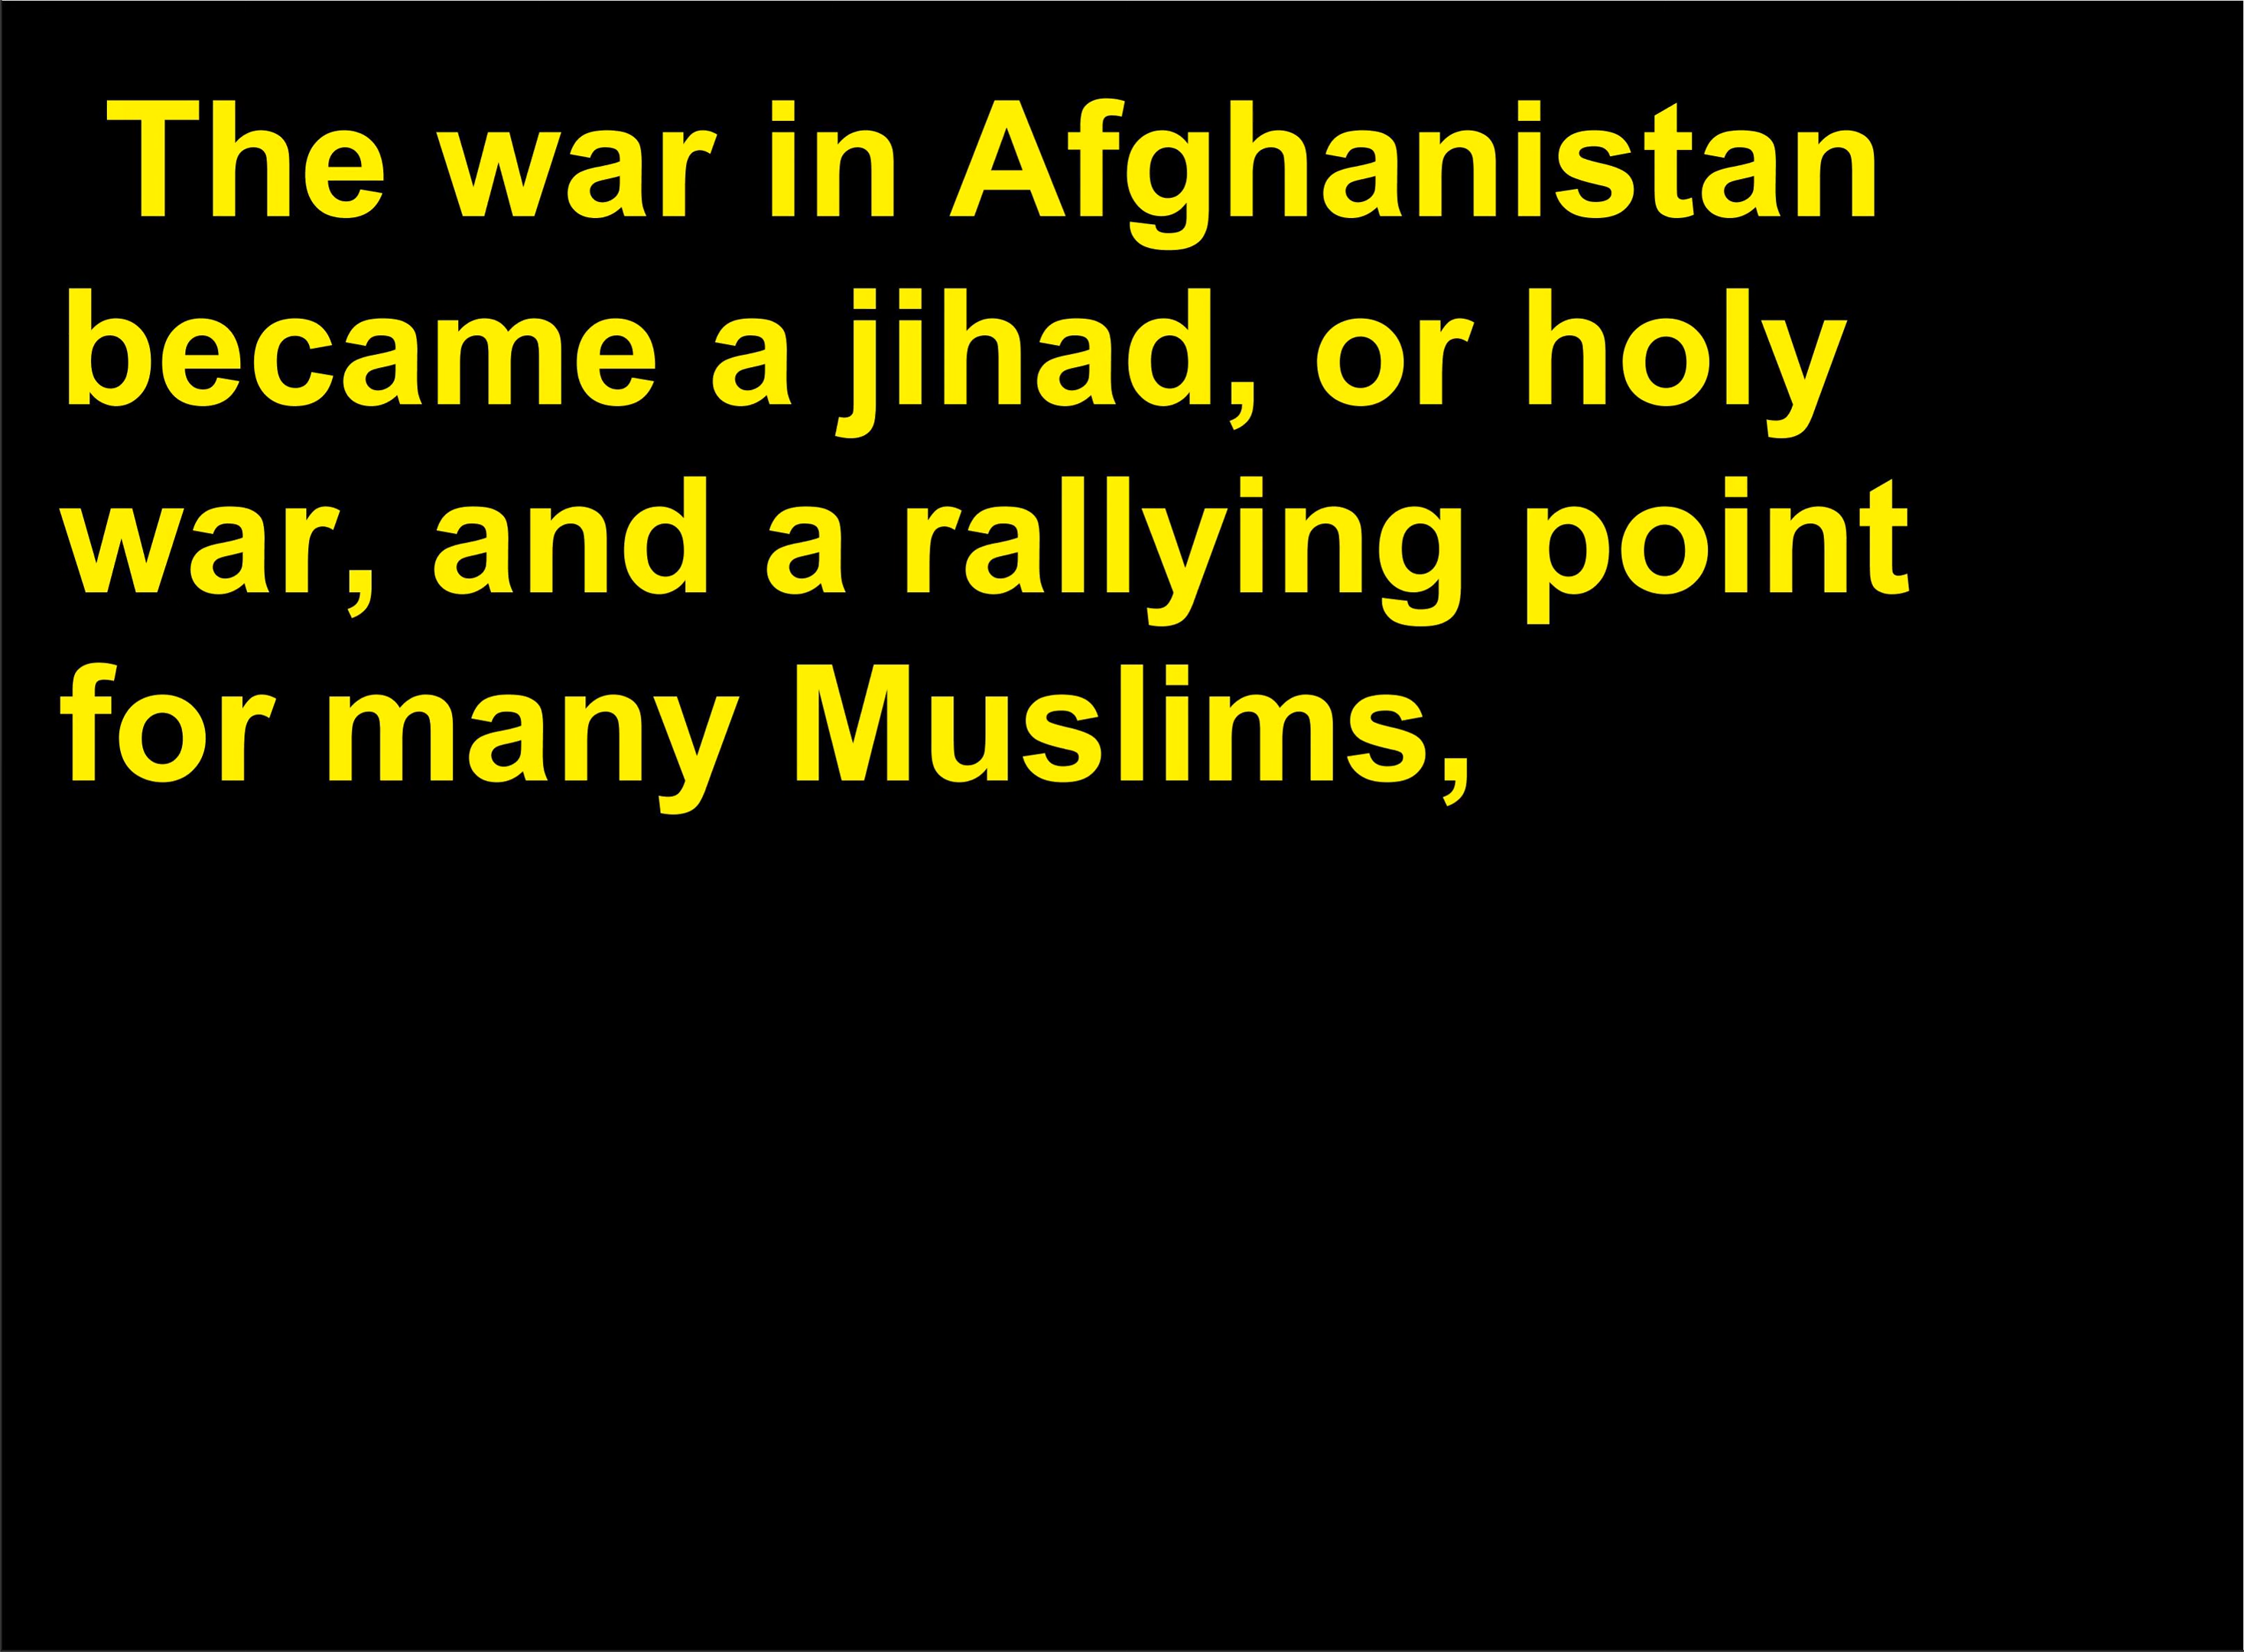 The war in Afghanistan
became a jihad, or holy
war, and a rallying point
for many Muslims,